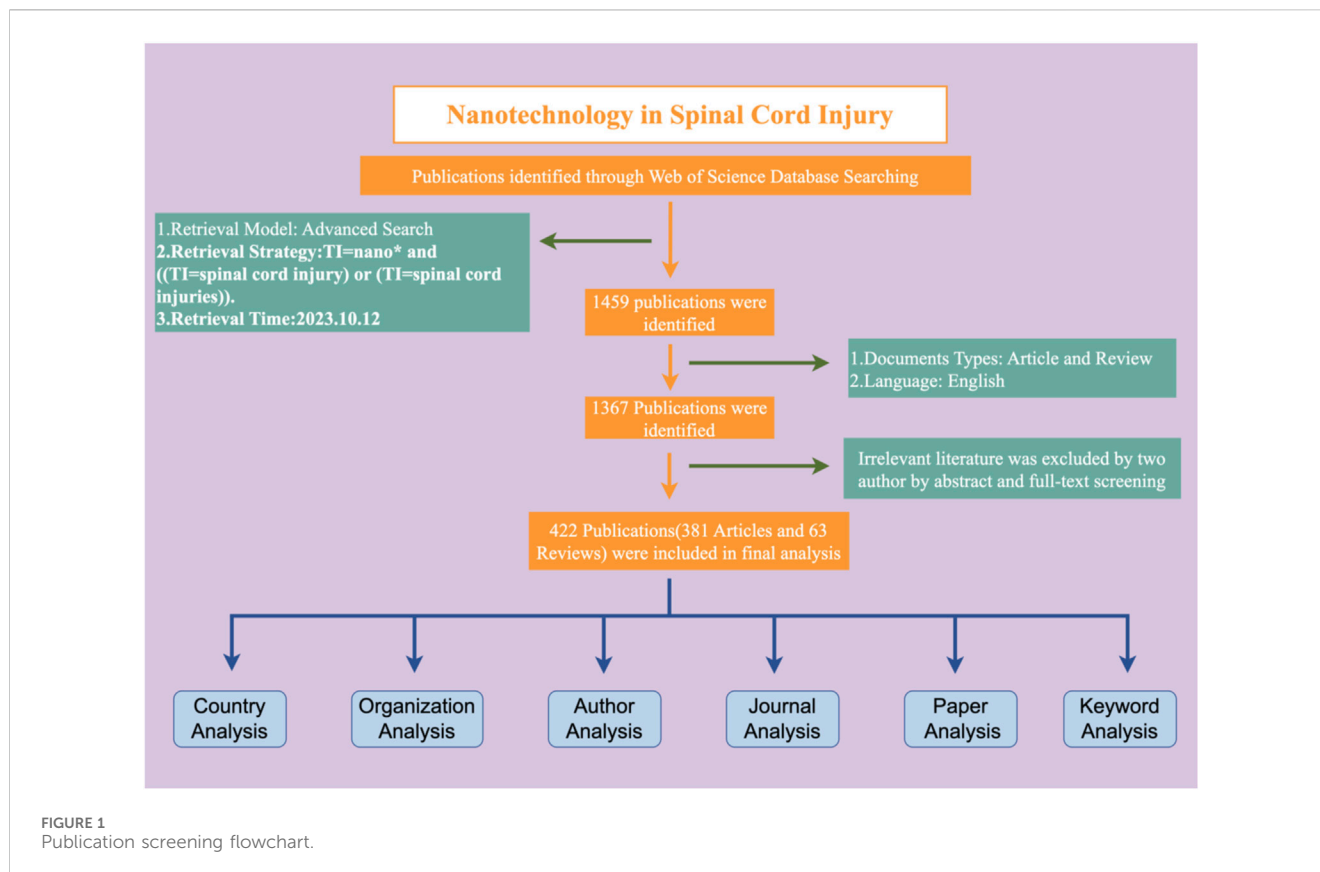 Nanotechnology in Spinal Cord Injury
Publications identified through Web of Science Database Searching
1.Retrieval Model: Advanced Search
2.Retrieval Strategy:TI=nano* and
((TI=spinal cord injury) or (TI=spinal cord
injuries)).
3.Retrieval Time:2023.10.12
1459 publications were
identified
1.Documents Types: Article and Review
2.Language: English
1367 Publications were
identified
Irrelevant literature was excluded by two
author by abstract and full-text screening
422 Publications(381 Articles and 63
Reviews) were included in final analysis
Country
Analysis
Organization
Analysis
Author
Analysis
Journal
Analysis
Paper
Analysis
Keyword
Analysis
FIGURE 1
Publication screening flowchart.